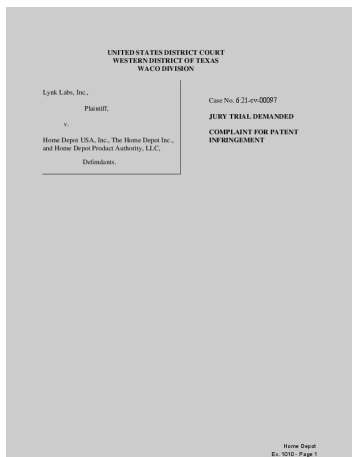 UNITED STATES DISTRICT COURT
WESTERN DISTRICT OF TEXAS
WACO DIVISION
Lynk Labs, Inc.,
Plaintiff,
v.
Home Depot USA, Inc., The Home Depot Inc.,
and Home Depot Product Authority, LLC,
Defendants.
Case No. 6:21-cv-00097
JURY TRIAL DEMANDED
COMPLAINT FOR PATENT
INFRINGEMENT
Home Depot
Ex. 1010 - Page 1